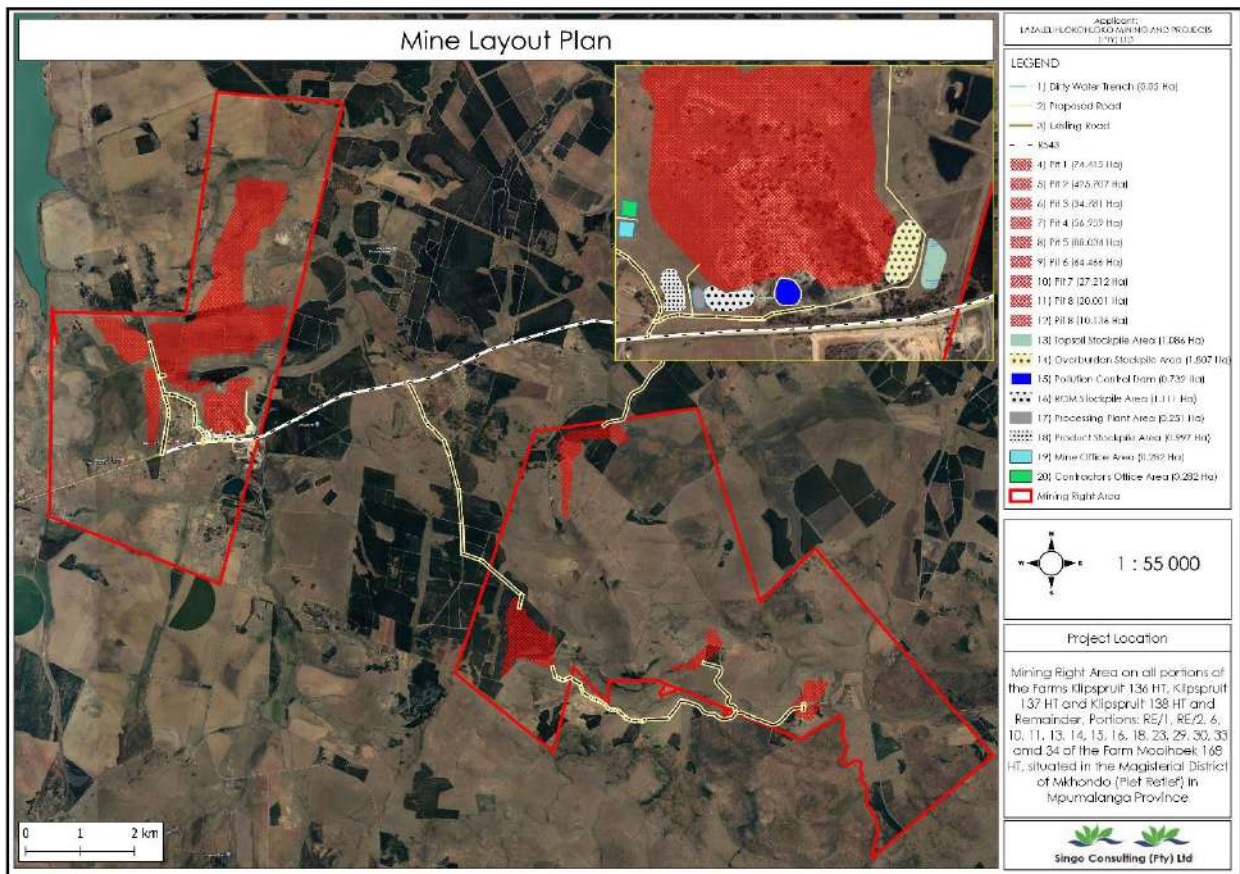 Mine Layout Plan
Applicant:
LEGEND
1) Dirty Water Trench (0.05 Ha)
2) Proposed Road
3) Existing Road
R543
4) Pit 1 (74.415 Ha)
5) Pit 2 (425.707 Ha)
6) Pit 3 (34.781 Ha)
7) Pit 4 (56.959 Ha)
8) Pit 5 (88.034 Ha)
9) Pit 6 (64.466 Ha)
10) Pit 7 (27.212 Ha)
11) Pit 8 (20.001 Ha)
12) Pit 8 (10.136 Ha)
13) Topsoil Stockpile Area (1.086 Ha)
14) Overburden Stockpile Area (1.807 Ha)
15) Pollution Control Dam (0.732 Ha)
16) ROM Stockpile Area (1.111 Ha)
17) Processing Plant Area (0.251 Ha)
18) Product Stockpile Area (0.997 Ha)
19) Mine Office Area (0.282 Ha)
20) Contractors Office Area (0.282 Ha)
Mining Right Area
N
W E
S
1 : 55 000
Project Location
Mining Right Area on all portions of
the Farms Klipspruit 136 HT, Klipspruit
137 HT and Klipspruit 138 HT and
Remainder, Portions: RE/1, RE/2, 6,
10, 11, 13, 14, 15, 16, 18, 23, 29, 30, 33
and 34 of the Farm Mooihoek 168
HT, situated in the Magisterial District
of Mkhondo (Piet Retief) in
Mpumalanga Province
Singo Consulting (Pty) Ltd
0 1 2 km